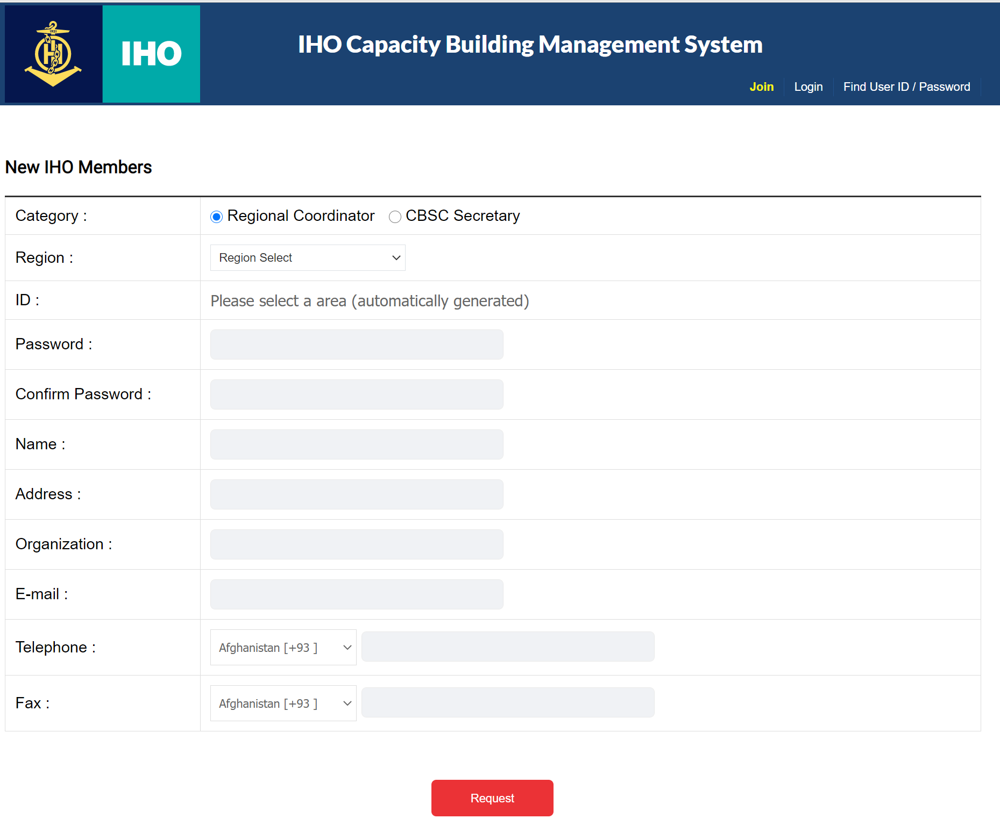 1921
IHO
IHO Capacity Building Management System
Join
Login
Find User ID / Password
New IHO Members
Category :
Regional Coordinator
CBSC Secretary
Region :
Region Select
ID :
Please select a area (automatically generated)
Password :
Confirm Password :
Name :
Address :
Organization :
E-mail :
Telephone :
Afghanistan [+93 ]
Fax :
Afghanistan [+93 ]
Request